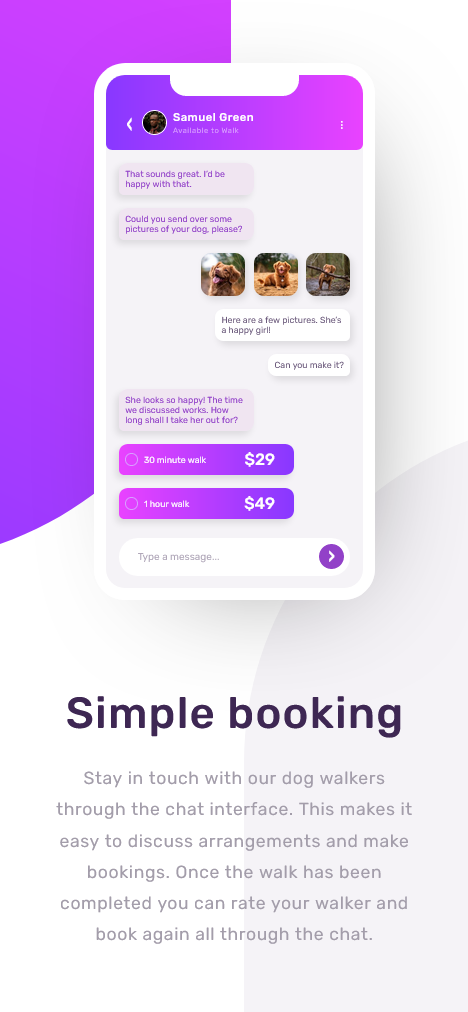 Samuel Green
Available to Walk
That sounds great. I'd be
happy with that.
Could you send over some
pictures of your dog, please?
Here are a few pictures. She's
a happy girl!
Can you make it?
She looks so happy! The time
we discussed works. How
long shall I take her out for?
30 minute walk $29
1 hour walk $49
Type a message...
Simple booking
Stay in touch with our dog walkers
through the chat interface. This makes it
easy to discuss arrangements and make
bookings. Once the walk has been
completed you can rate your walker and
book again all through the chat.